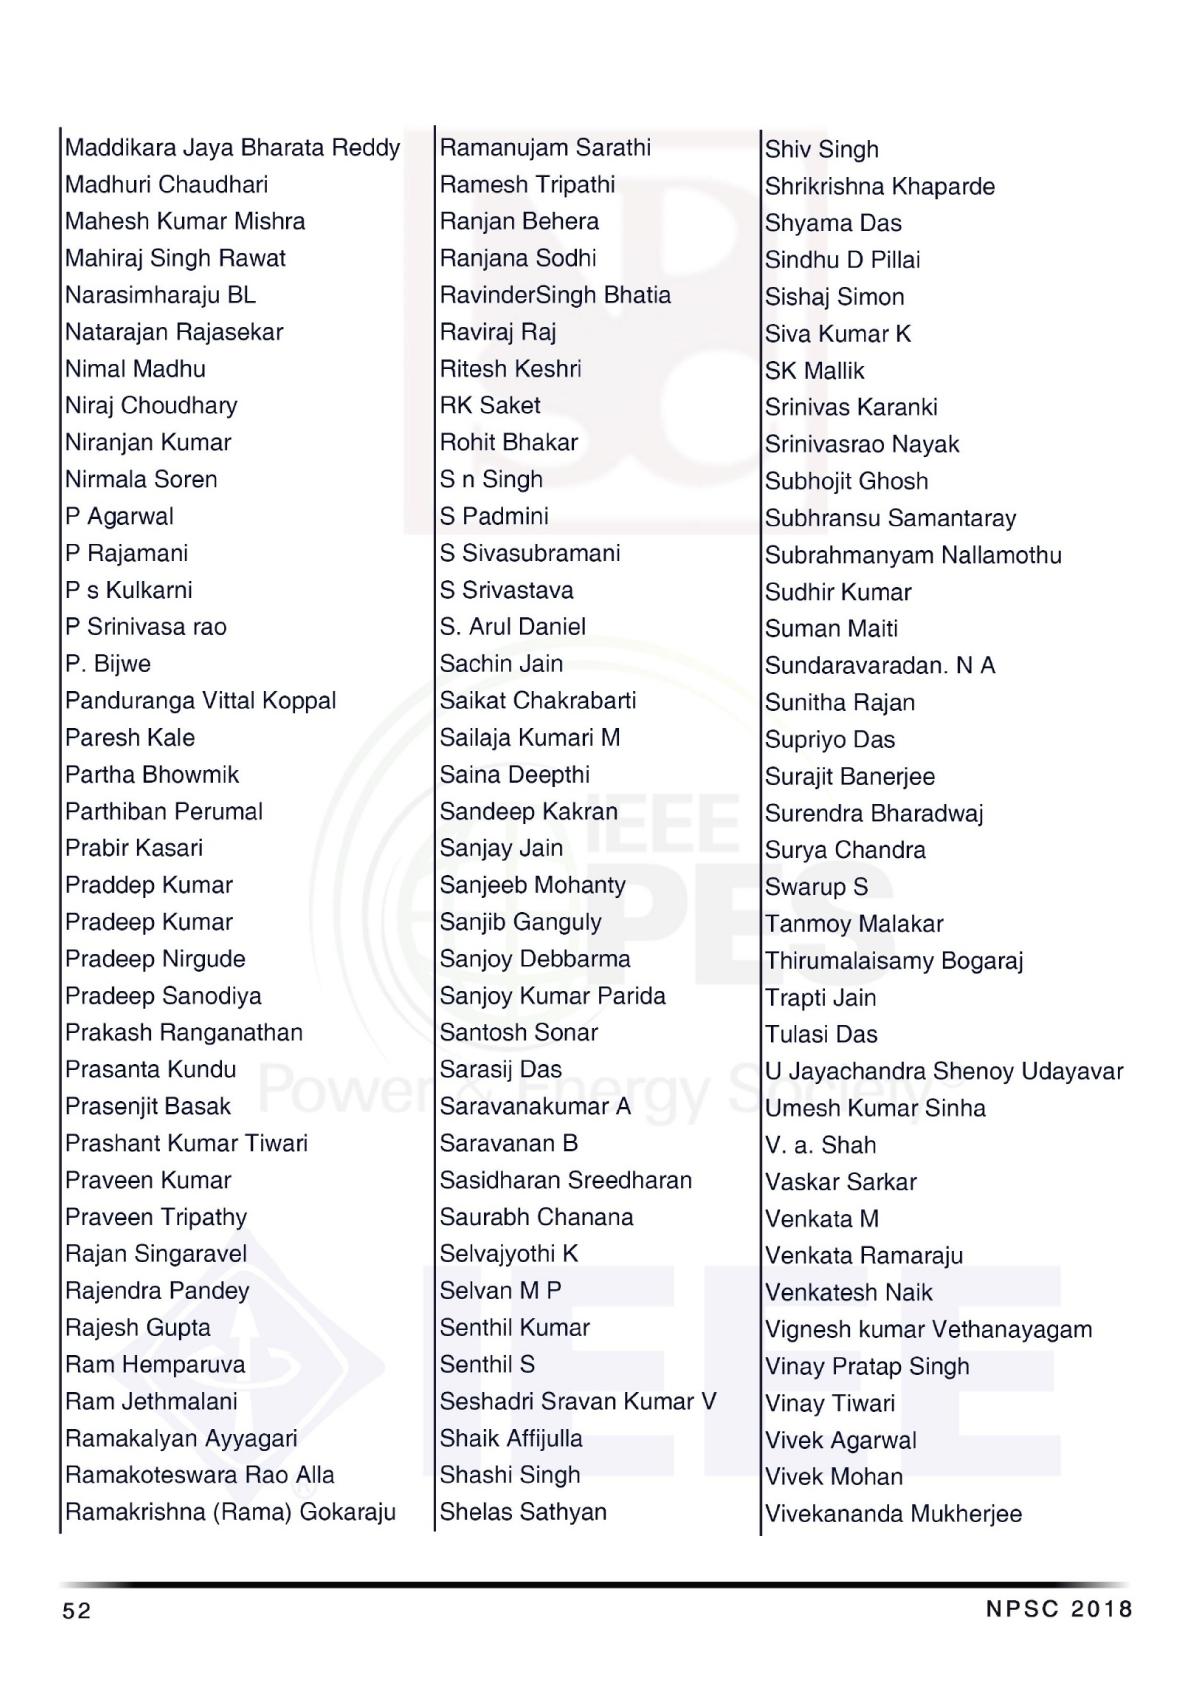 Maddikara Jaya Bharata Reddy
Madhuri Chaudhari
Mahesh Kumar Mishra
Mahiraj Singh Rawat
Narasimharaju BL
Natarajan Rajasekar
Nimal Madhu
Niraj Choudhary
Niranjan Kumar
Nirmala Soren
P Agarwal
P Rajamani
P s Kulkarni
P Srinivasa rao
P. Bijwe
Panduranga Vittal Koppal
Paresh Kale
Partha Bhowmik
Parthiban Perumal
Prabir Kasari
Praddep Kumar
Pradeep Kumar
Pradeep Nirgude
Pradeep Sanodiya
Prakash Ranganathan
Prasanta Kundu
Prasenjit Basak
Prashant Kumar Tiwari
Praveen Kumar
Praveen Tripathy
Rajan Singaravel
Rajendra Pandey
Rajesh Gupta
Ram Hemparuva
Ram Jethmalani
Ramakalyan Ayyagari
Ramakoteswara Rao Alla
Ramakrishna (Rama) Gokaraju
Ramanujam Sarathi
Ramesh Tripathi
Ranjan Behera
Ranjana Sodhi
RavinderSingh Bhatia
Raviraj Raj
Ritesh Keshri
RK Saket
Rohit Bhakar
S n Singh
S Padmini
S Sivasubramani
S Srivastava
S. Arul Daniel
Sachin Jain
Saikat Chakrabarti
Sailaja Kumari M
Saina Deepthi
Sandeep Kakran
Sanjay Jain
Sanjeeb Mohanty
Sanjib Ganguly
Sanjoy Debbarma
Sanjoy Kumar Parida
Santosh Sonar
Sarasij Das
Saravanakumar A
Saravanan B
Sasidharan Sreedharan
Saurabh Chanana
Selvajyothi K
Selvan M P
Senthil Kumar
Senthil S
Seshadri Sravan Kumar V
Shaik Affijulla
Shashi Singh
Shelas Sathyan
Shiv Singh
Shrikrishna Khaparde
Shyama Das
Sindhu D Pillai
Sishaj Simon
Siva Kumar K
SK Mallik
Srinivas Karanki
Srinivasrao Nayak
Subhojit Ghosh
Subhransu Samantaray
Subrahmanyam Nallamothu
Sudhir Kumar
Suman Maiti
Sundaravaradan. N A
Sunitha Rajan
Supriyo Das
Surajit Banerjee
Surendra Bharadwaj
Surya Chandra
Swarup S
Tanmoy Malakar
Thirumalaisamy Bogaraj
Trapti Jain
Tulasi Das
U Jayachandra Shenoy Udayavar
Umesh Kumar Sinha
V. a. Shah
Vaskar Sarkar
Venkata M
Venkata Ramaraju
Venkatesh Naik
Vignesh kumar Vethanayagam
Vinay Pratap Singh
Vinay Tiwari
Vivek Agarwal
Vivek Mohan
Vivekananda Mukherjee
NPSC
IEEE
PES
Power & Energy Society®
IEEE
®
52
NPSC 2018